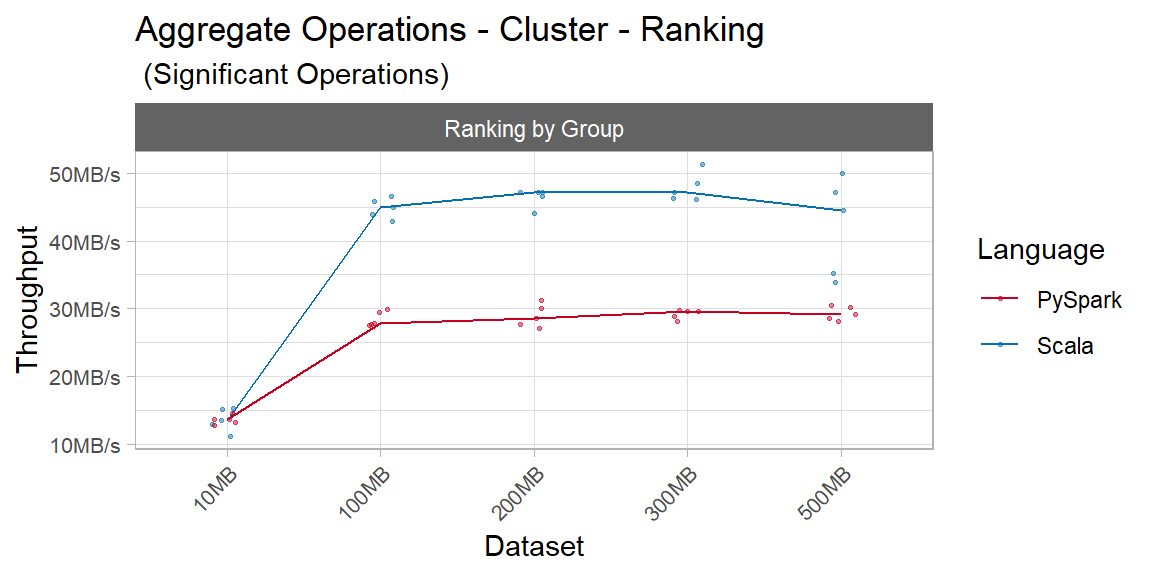 Aggregate Operations - Cluster - Ranking
(Significant Operations)
Ranking by Group
50MB/s
40MB/s
30MB/s
20MB/s
10MB/s
Throughput
10MB
100MB
200MB
300MB
500MB
Dataset
Language
PySpark
Scala